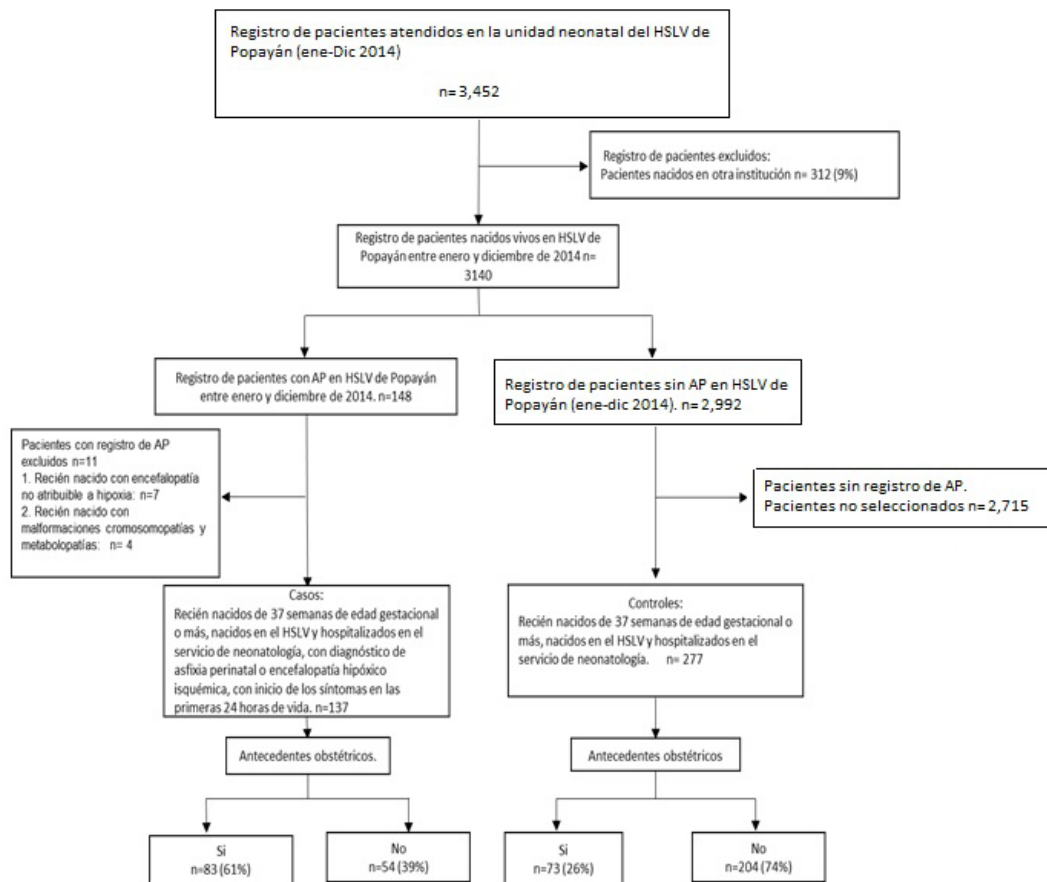 Registro de pacientes atendidos en la unidad neonatal del HSLV de
Popayán (ene-Dic 2014)
n= 3,452
Registro de pacientes excluidos:
Pacientes nacidos en otra institución n= 312 (9%)
Registro de pacientes nacidos vivos en HSLV de
Popayán entre enero y diciembre de 2014 n=
3140
Registro de pacientes con AP en HSLV de Popayán
entre enero y diciembre de 2014. n=148
Registro de pacientes sin AP en HSLV de
Popayán (ene-dic 2014). n= 2,992
Pacientes con registro de AP
excluidos n=11
1. Recién nacido con encefalopatía
no atribuible a hipoxia: n=7
2. Recién nacido con
malformaciones cromosomopatías y
metabolopatías: n= 4
Pacientes sin registro de AP.
Pacientes no seleccionados n= 2,715
Casos:
Recién nacidos de 37 semanas de edad gestacional
o más, nacidos en el HSLV y hospitalizados en el
servicio de neonatología, con diagnóstico de
asfixia perinatal o encefalopatía hipóxico
isquémica, con inicio de los síntomas en las
primeras 24 horas de vida. n=137
Controles:
Recién nacidos de 37 semanas de edad gestacional o
más, nacidos en el HSLV y hospitalizados en el
servicio de neonatología. n= 277
Antecedentes obstétricos.
Antecedentes obstétricos
Si
n=83 (61%)
No
n=54 (39%)
Si
n=73 (26%)
No
n=204 (74%)